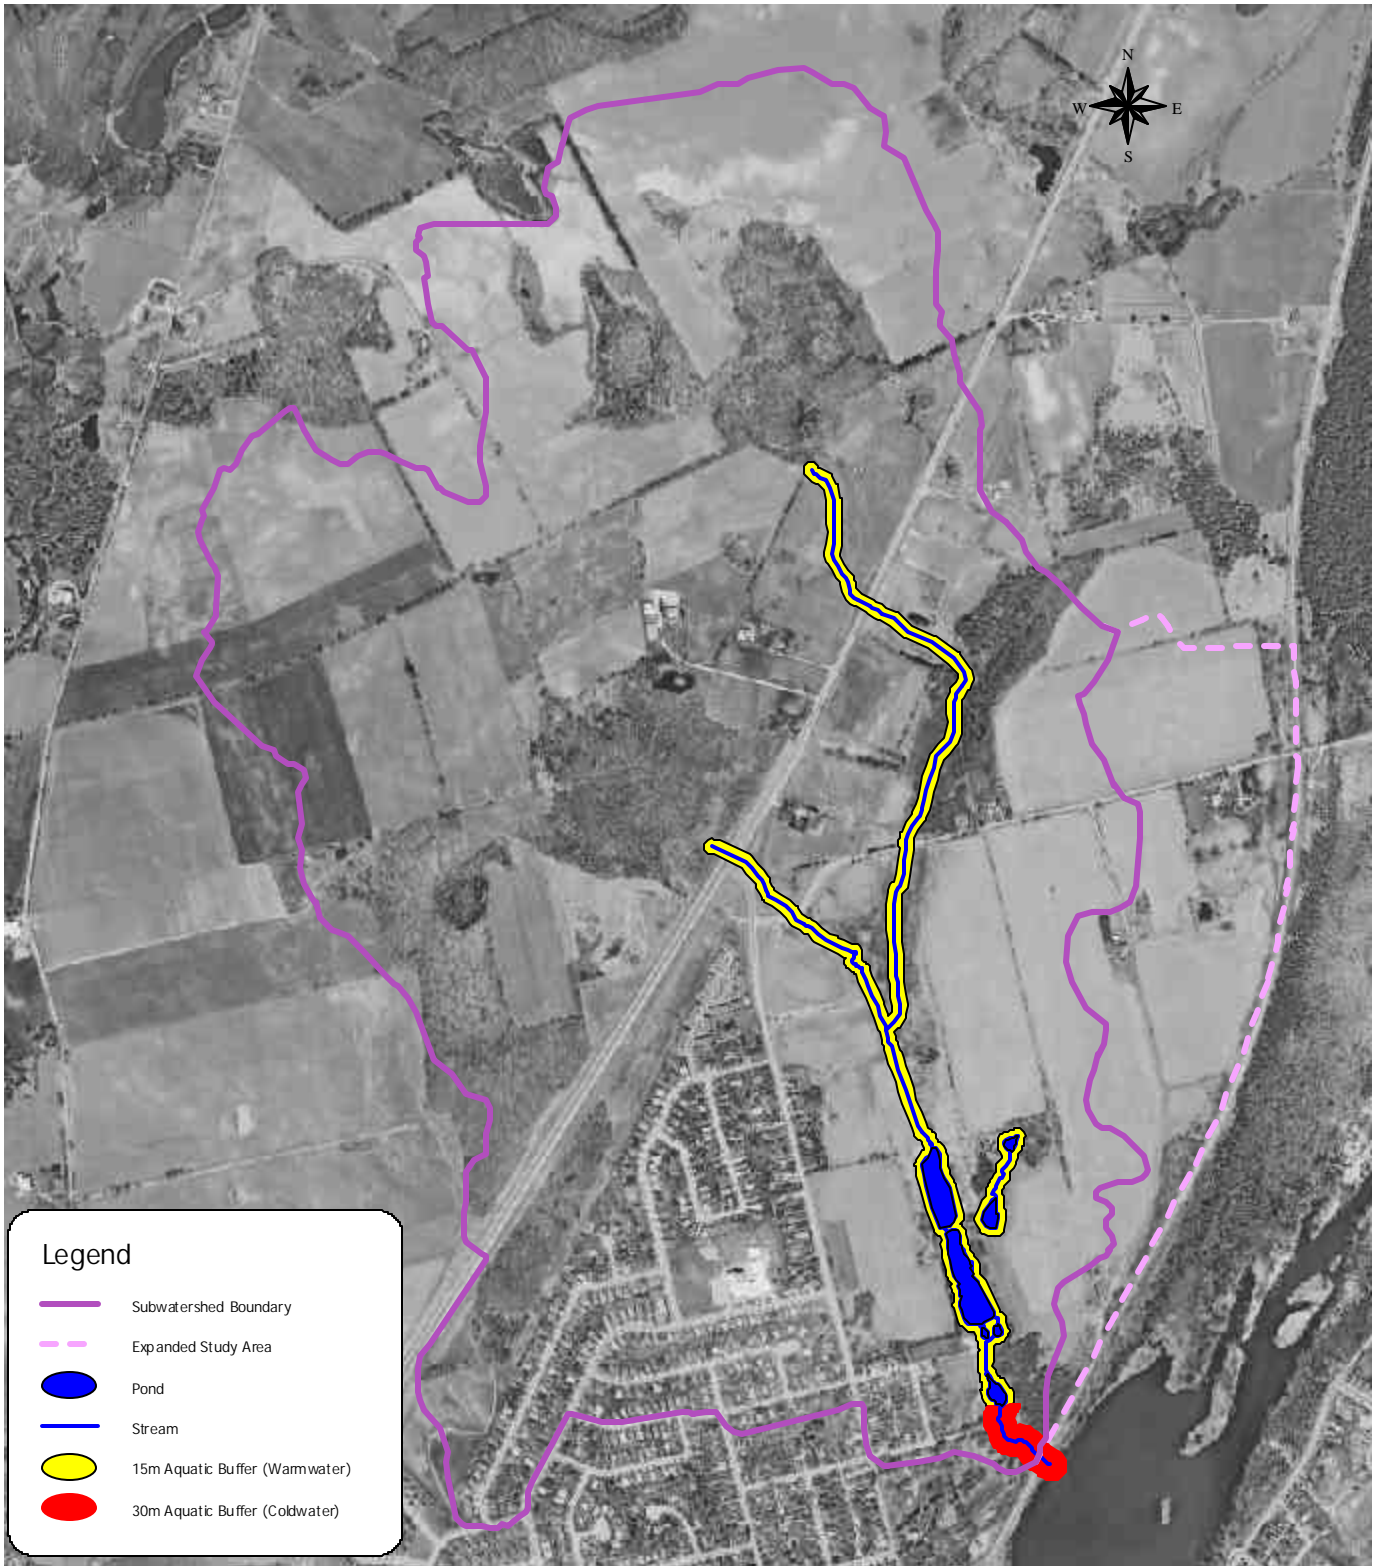 N
W E
S
Legend
Subwatershed Boundary
Expanded Study Area
Pond
Stream
15m Aquatic Buffer (Warmwater)
30m Aquatic Buffer (Coldwater)